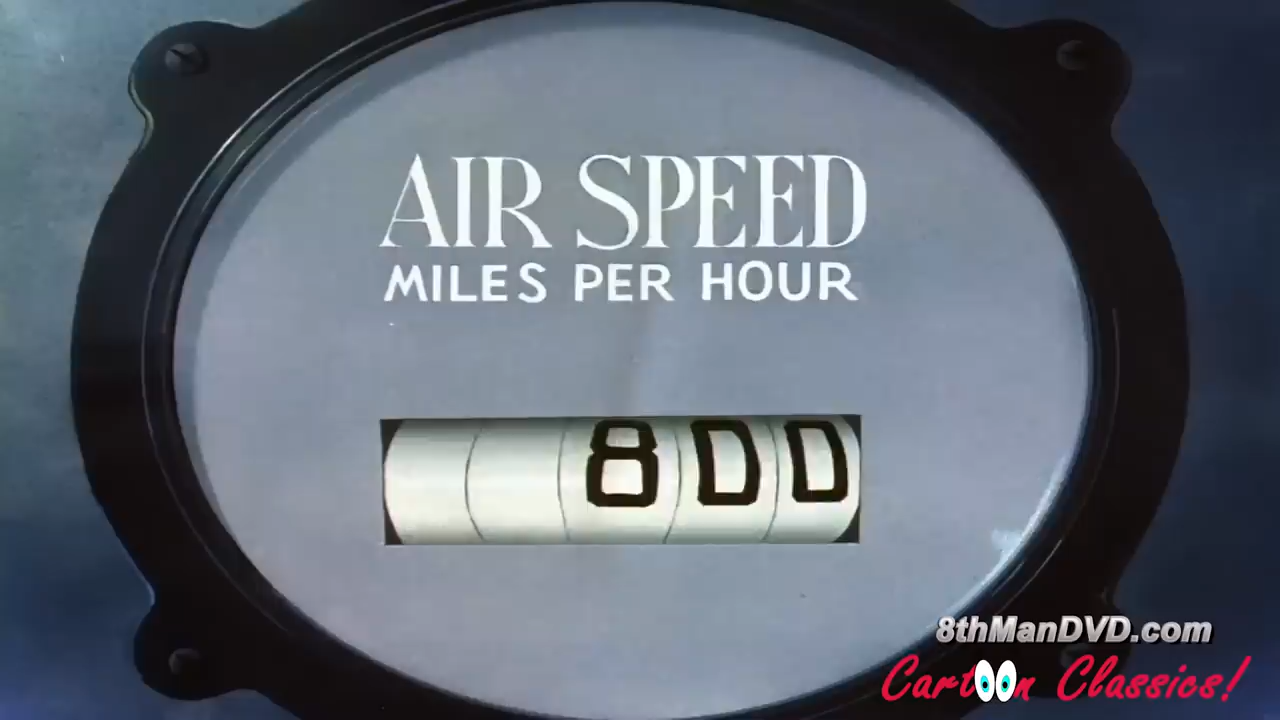 AIR SPEED
MILES PER HOUR
800
8thManDVD.com
Cartoon Classics!